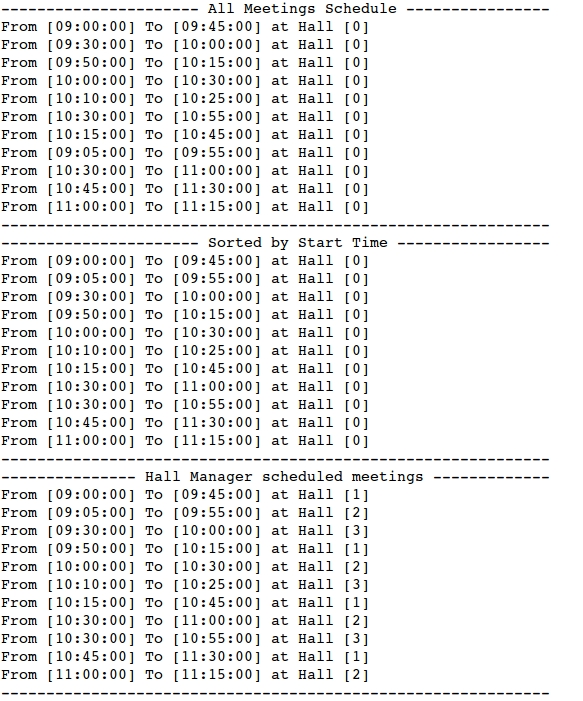 ---------------------- All Meetings Schedule ----------------
From [09:00:00] To [09:45:00] at Hall [0]
From [09:30:00] To [10:00:00] at Hall [0]
From [09:50:00] To [10:15:00] at Hall [0]
From [10:00:00] To [10:30:00] at Hall [0]
From [10:10:00] To [10:25:00] at Hall [0]
From [10:30:00] To [10:55:00] at Hall [0]
From [10:15:00] To [10:45:00] at Hall [0]
From [09:05:00] To [09:55:00] at Hall [0]
From [10:30:00] To [11:00:00] at Hall [0]
From [10:45:00] To [11:30:00] at Hall [0]
From [11:00:00] To [11:15:00] at Hall [0]
-------------------------------------------------------------
---------------------- Sorted by Start Time -----------------
From [09:00:00] To [09:45:00] at Hall [0]
From [09:05:00] To [09:55:00] at Hall [0]
From [09:30:00] To [10:00:00] at Hall [0]
From [09:50:00] To [10:15:00] at Hall [0]
From [10:00:00] To [10:30:00] at Hall [0]
From [10:10:00] To [10:25:00] at Hall [0]
From [10:15:00] To [10:45:00] at Hall [0]
From [10:30:00] To [11:00:00] at Hall [0]
From [10:30:00] To [10:55:00] at Hall [0]
From [10:45:00] To [11:30:00] at Hall [0]
From [11:00:00] To [11:15:00] at Hall [0]
-------------------------------------------------------------
--------------- Hall Manager scheduled meetings -------------
From [09:00:00] To [09:45:00] at Hall [1]
From [09:05:00] To [09:55:00] at Hall [2]
From [09:30:00] To [10:00:00] at Hall [3]
From [09:50:00] To [10:15:00] at Hall [1]
From [10:00:00] To [10:30:00] at Hall [2]
From [10:10:00] To [10:25:00] at Hall [3]
From [10:15:00] To [10:45:00] at Hall [1]
From [10:30:00] To [11:00:00] at Hall [2]
From [10:30:00] To [10:55:00] at Hall [3]
From [10:45:00] To [11:30:00] at Hall [1]
From [11:00:00] To [11:15:00] at Hall [2]
-------------------------------------------------------------